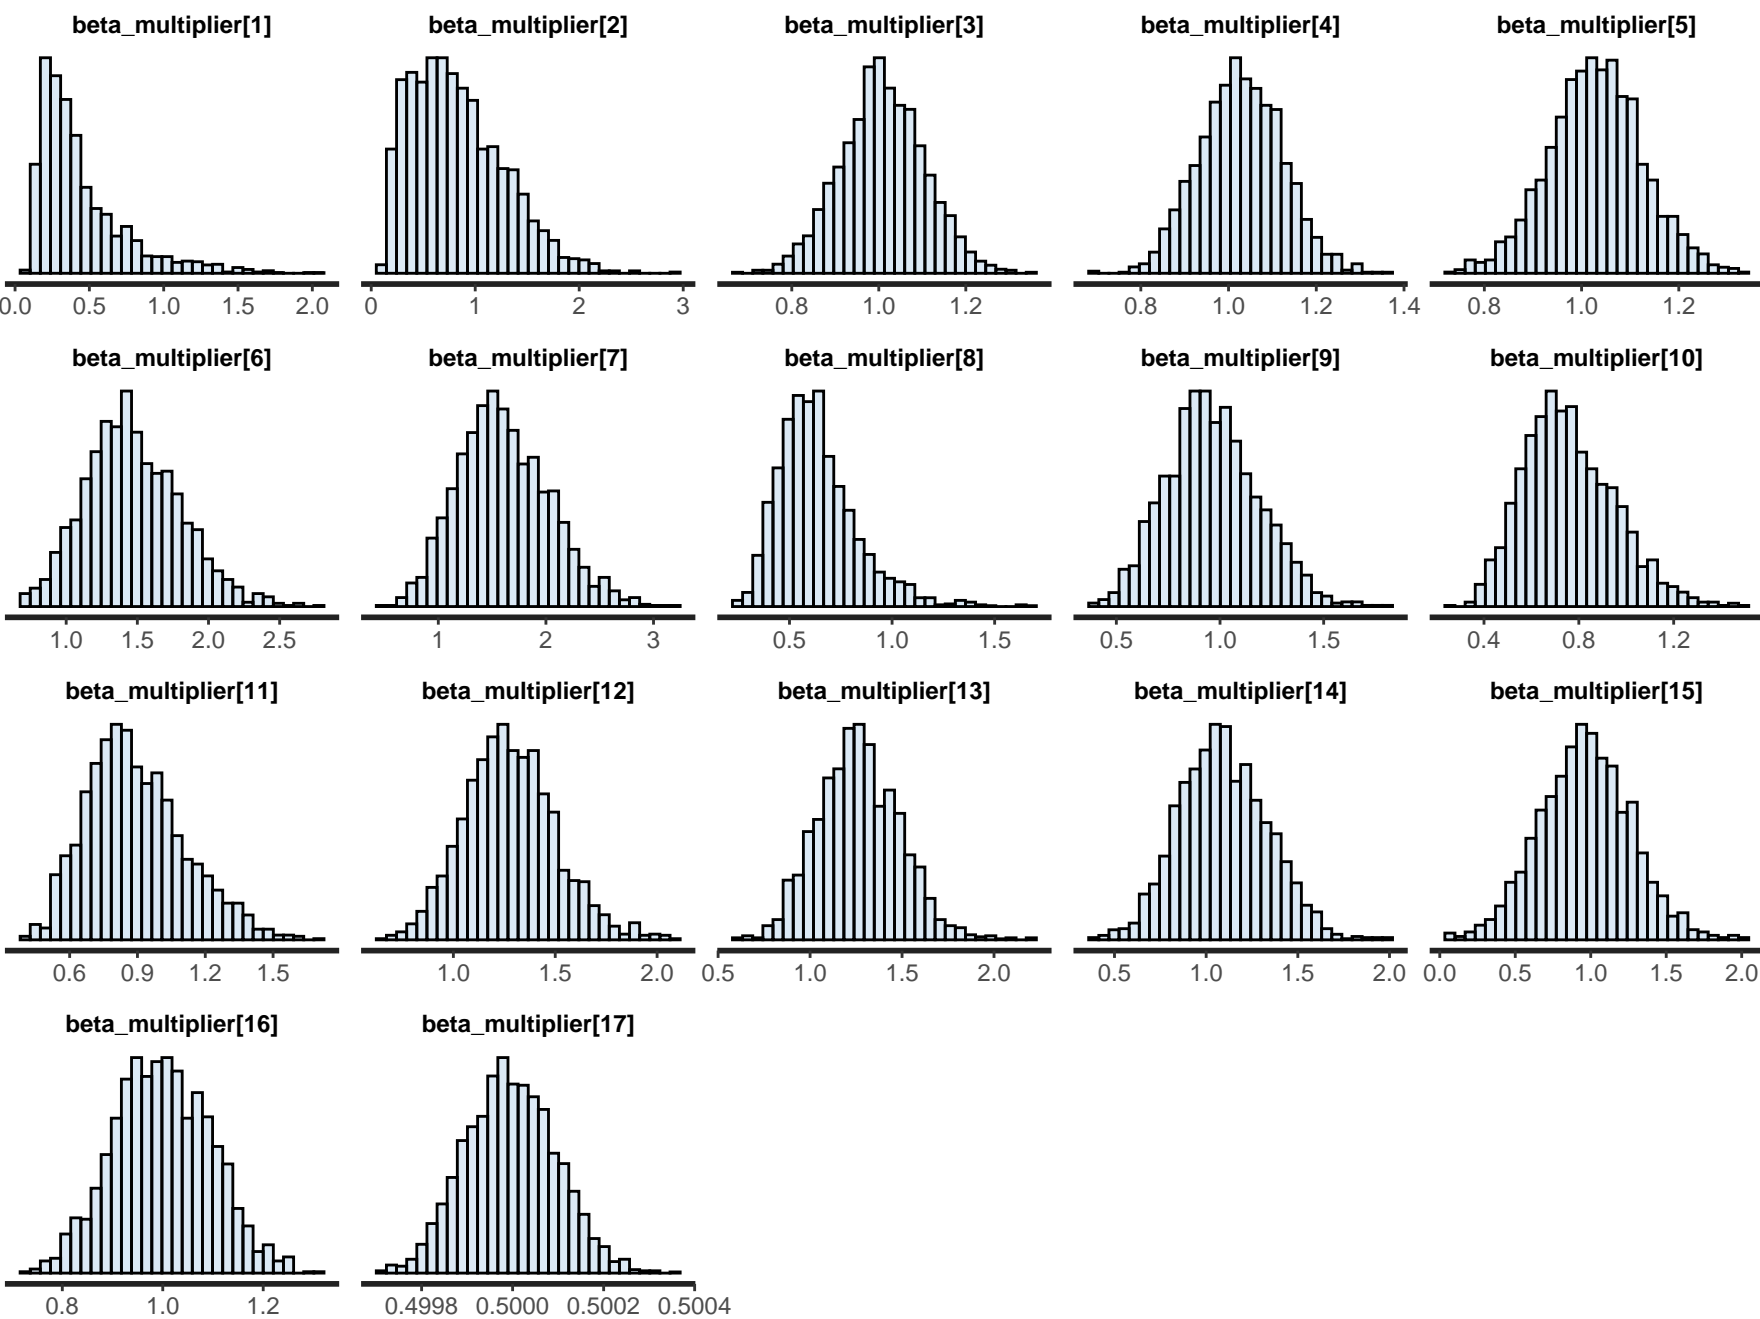 beta_multiplier[1] beta_multiplier[2] beta_multiplier[3] beta_multiplier[4] beta_multiplier[5]
0.0 0.5 1.0 1.5 2.0 0 1 2 3 0.8 1.0 1.2 0.8 1.0 1.2 1.4 0.8 1.0 1.2
beta_multiplier[6] beta_multiplier[7] beta_multiplier[8] beta_multiplier[9] beta_multiplier[10]
1.0 1.5 2.0 2.5 1 2 3 0.5 1.0 1.5 0.5 1.0 1.5 0.4 0.8 1.2
beta_multiplier[11] beta_multiplier[12] beta_multiplier[13] beta_multiplier[14] beta_multiplier[15]
0.6 0.9 1.2 1.5 1.0 1.5 2.0 0.5 1.0 1.5 2.0 0.5 1.0 1.5 2.0 0.0 0.5 1.0 1.5 2.0
beta_multiplier[16] beta_multiplier[17]
0.8 1.0 1.2 0.4998 0.5000 0.5002 0.5004